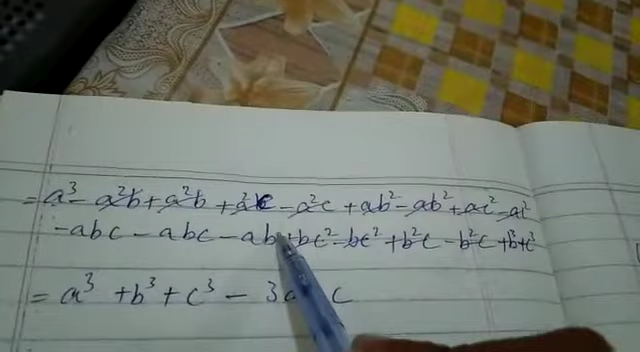 = a³ - a²b + a²b + a²c - a²c + ab² - ab² + ac² - ac²
- abc - abc - ab + bc² - bc² + b²c - b²c + b³ + c³
= a³ + b³ + c³ - 3 c